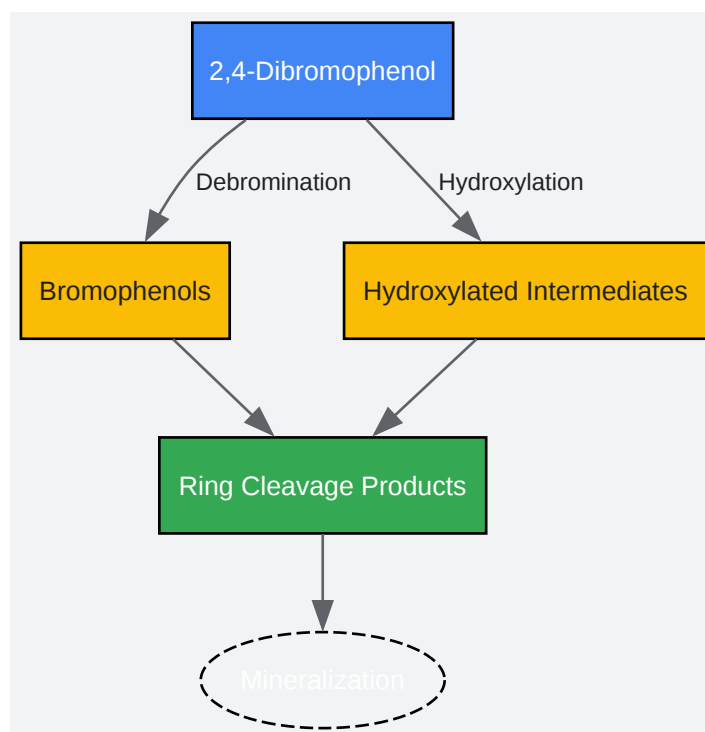 2,4-Dibromophenol
Debromination
Hydroxylation
Bromophenols
Hydroxylated Intermediates
Ring Cleavage Products
Mineralization